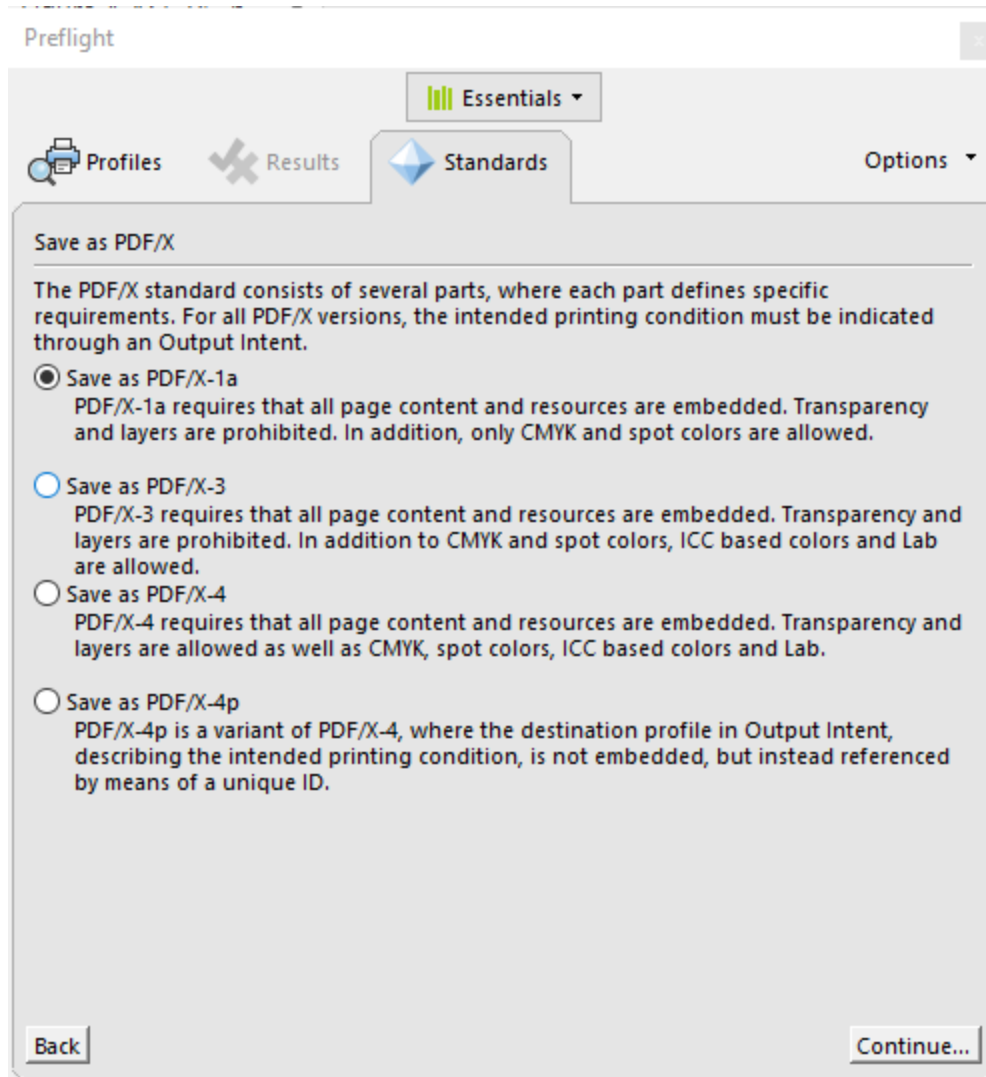 Preflight
Essentials
Profiles Results Standards Options
Save as PDF/X
The PDF/X standard consists of several parts, where each part defines specific
requirements. For all PDF/X versions, the intended printing condition must be indicated
through an Output Intent.
Save as PDF/X-1a
PDF/X-1a requires that all page content and resources are embedded. Transparency
and layers are prohibited. In addition, only CMYK and spot colors are allowed.
Save as PDF/X-3
PDF/X-3 requires that all page content and resources are embedded. Transparency and
layers are prohibited. In addition to CMYK and spot colors, ICC based colors and Lab
are allowed.
Save as PDF/X-4
PDF/X-4 requires that all page content and resources are embedded. Transparency and
layers are allowed as well as CMYK, spot colors, ICC based colors and Lab.
Save as PDF/X-4p
PDF/X-4p is a variant of PDF/X-4, where the destination profile in Output Intent,
describing the intended printing condition, is not embedded, but instead referenced
by means of a unique ID.
Back Continue...